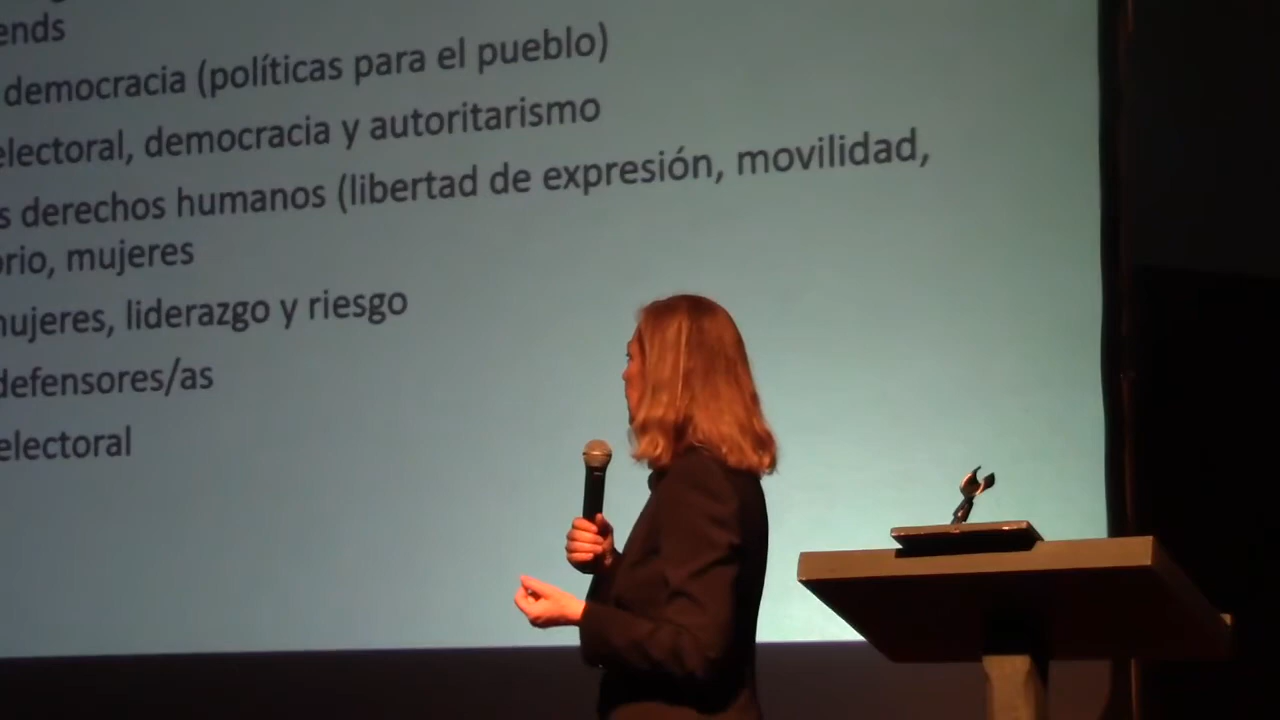 ends
democracia (políticas para el pueblo)
electoral, democracia y autoritarismo
s derechos humanos (libertad de expresión, movilidad,
orio, mujeres
mujeres, liderazgo y riesgo
defensores/as
electoral